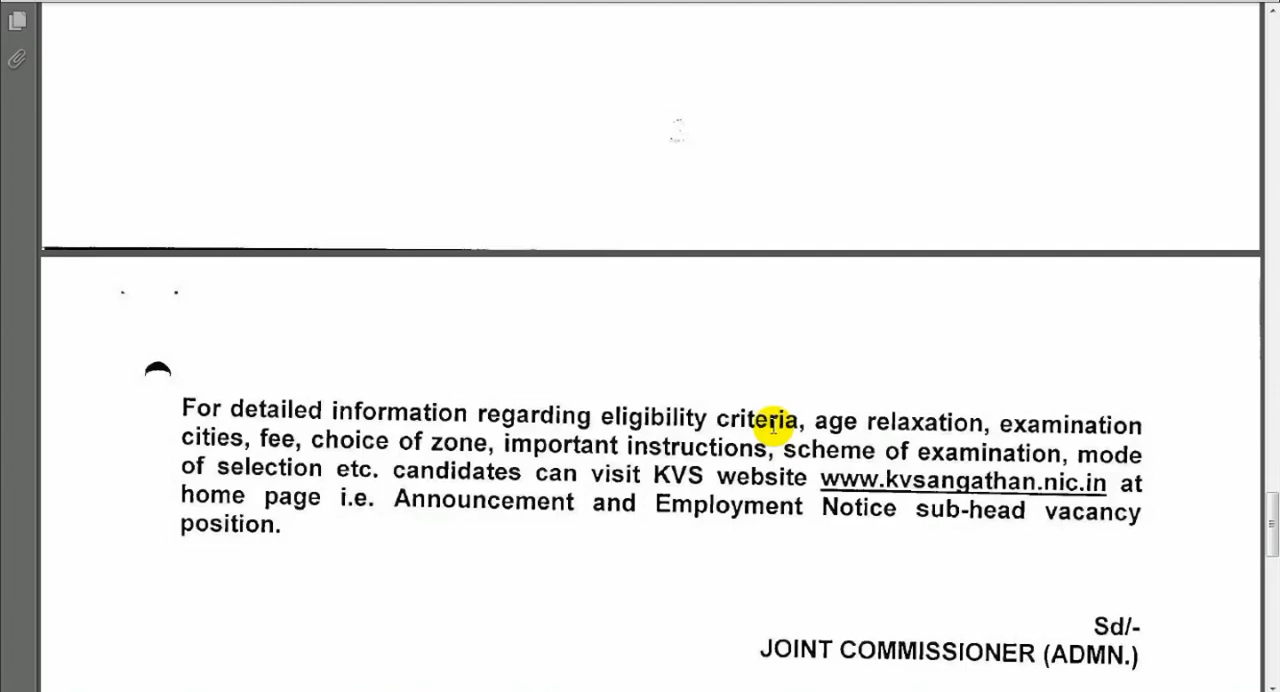 For detailed information regarding eligibility criteria, age relaxation, examination
cities, fee, choice of zone, important instructions, scheme of examination, mode
of selection etc. candidates can visit KVS website www.kvsangathan.nic.in at
home page i.e. Announcement and Employment Notice sub-head vacancy
position.
Sd/-
JOINT COMMISSIONER (ADMN.)